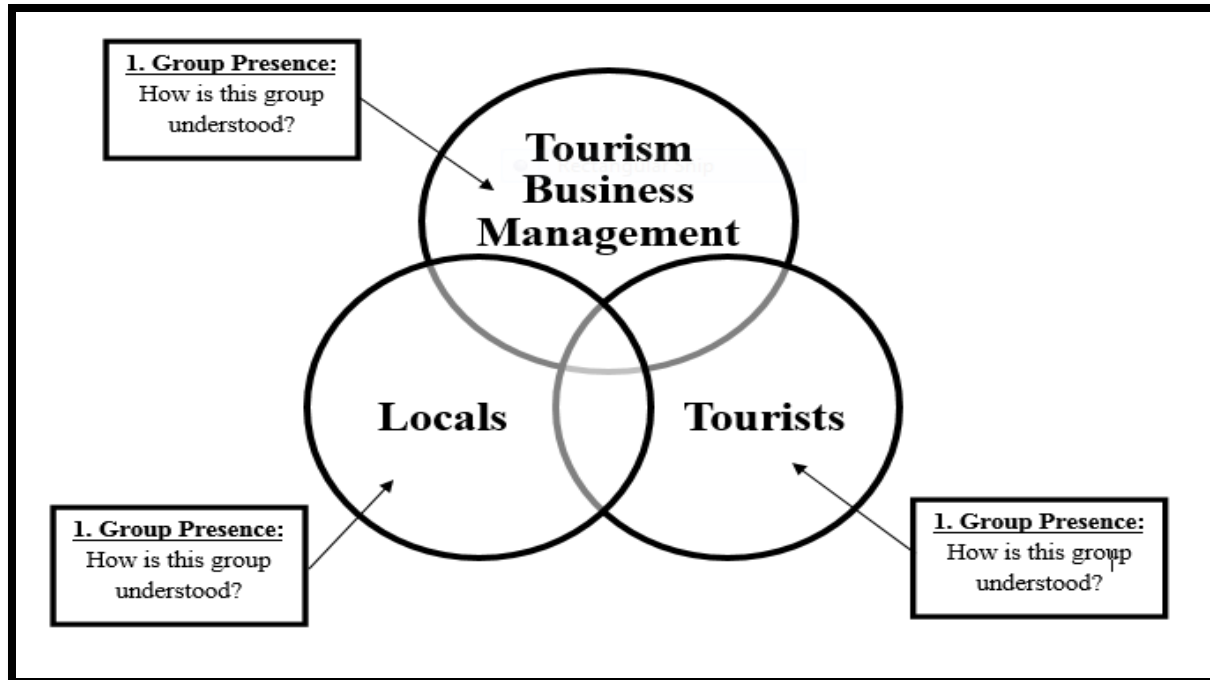 1. Group Presence:
How is this group
understood?
Tourism
Business
Management
Locals
Tourists
1. Group Presence:
How is this group
understood?
1. Group Presence:
How is this group
understood?